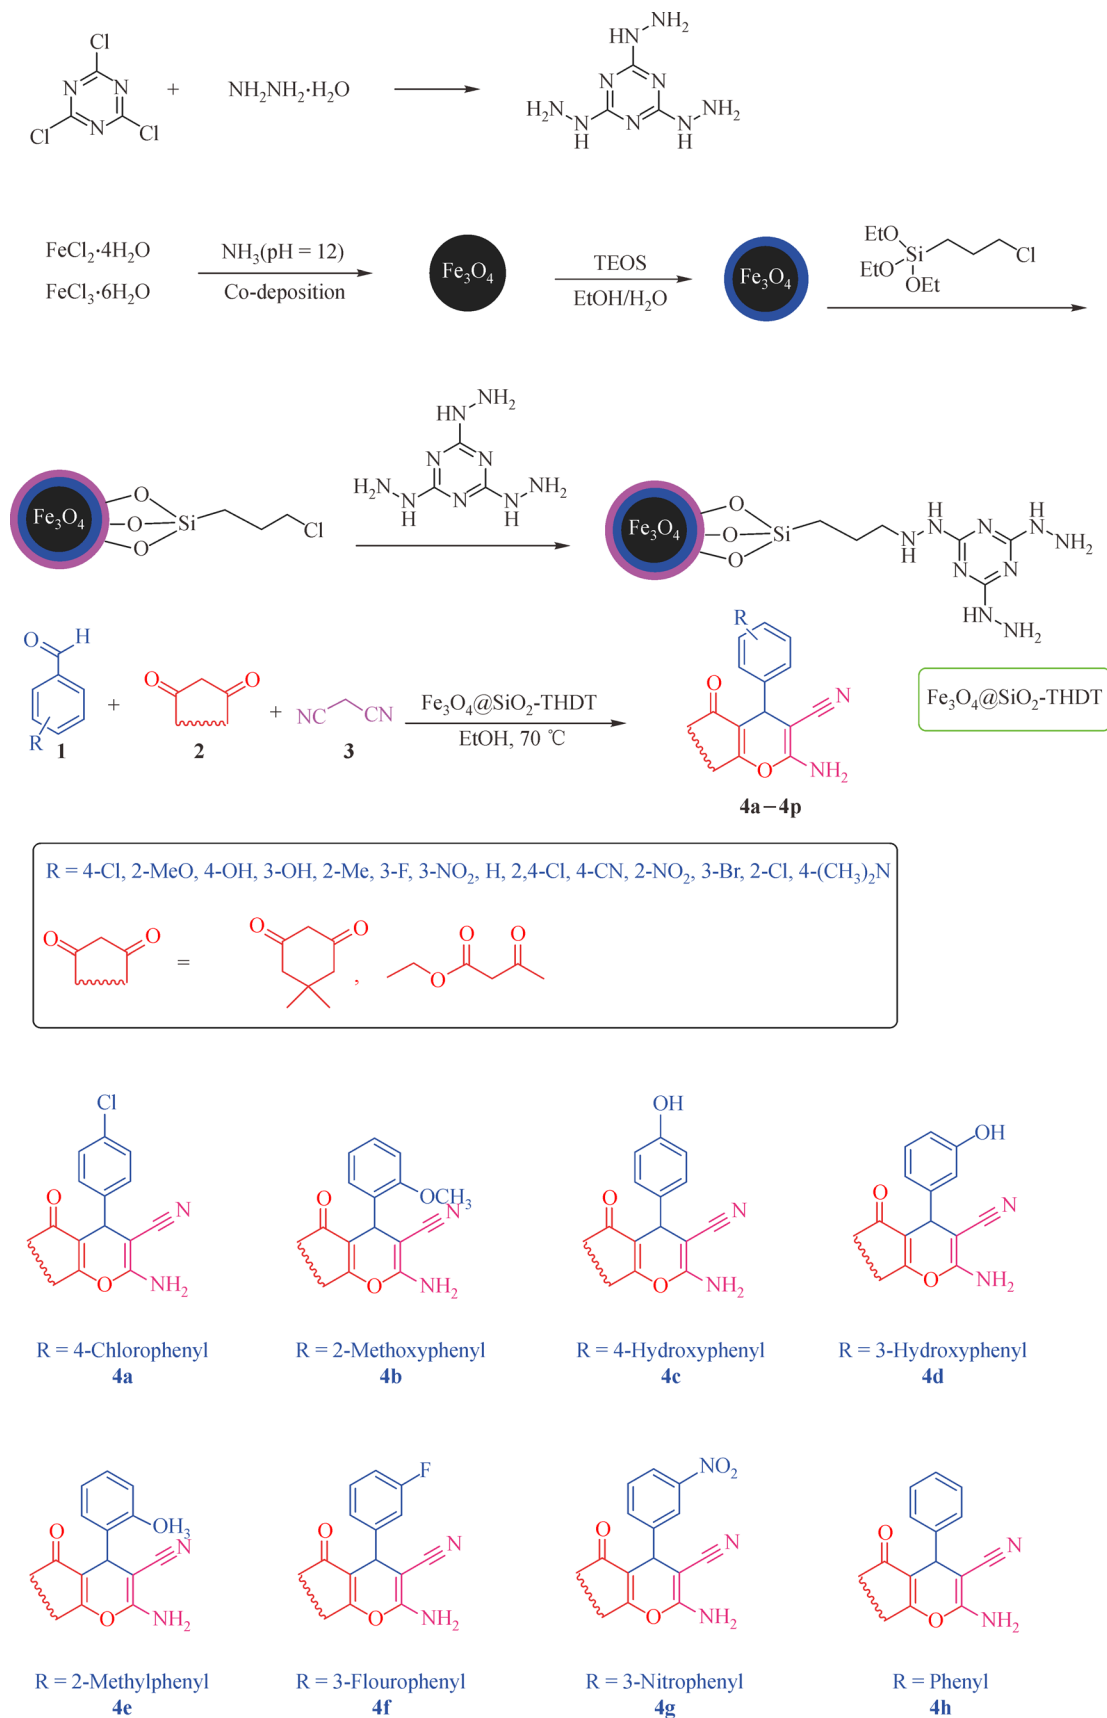 Cl
N
N
N
Cl
Cl
+
NH₂NH₂·H₂O
NH₂
HN
N
N
N
H₂N
N
H
N
H
NH₂
FeCl₂·4H₂O
FeCl₃·6H₂O
NH₃(pH = 12)
Co-deposition
Fe₃O₄
TEOS
EtOH/H₂O
Fe₃O₄
EtO
EtO
Si
OEt
Cl
Fe₃O₄
O
O
O
Si
Cl
NH₂
HN
N
N
N
H₂N
N
H
N
H
NH₂
Fe₃O₄
O
O
O
Si
N
H
NH
N
N
N
NH
NH₂
HN
NH₂
O
H
R
1
+
O
O
2
+
NC
CN
3
Fe₃O₄@SiO₂-THDT
EtOH, 70 ℃
R
O
N
O
NH₂
4a–4p
Fe₃O₄@SiO₂-THDT
R = 4-Cl, 2-MeO, 4-OH, 3-OH, 2-Me, 3-F, 3-NO₂, H, 2,4-Cl, 4-CN, 2-NO₂, 3-Br, 2-Cl, 4-(CH₃)₂N
O
O
=
O
O
,
O
O
O
Cl
O
N
O
NH₂
R = 4-Chlorophenyl
4a
OCH₃
O
N
O
NH₂
R = 2-Methoxyphenyl
4b
OH
O
N
O
NH₂
R = 4-Hydroxyphenyl
4c
OH
O
N
O
NH₂
R = 3-Hydroxyphenyl
4d
OH₃
O
N
O
NH₂
R = 2-Methylphenyl
4e
F
O
N
O
NH₂
R = 3-Flourophenyl
4f
NO₂
O
N
O
NH₂
R = 3-Nitrophenyl
4g
O
N
O
NH₂
R = Phenyl
4h